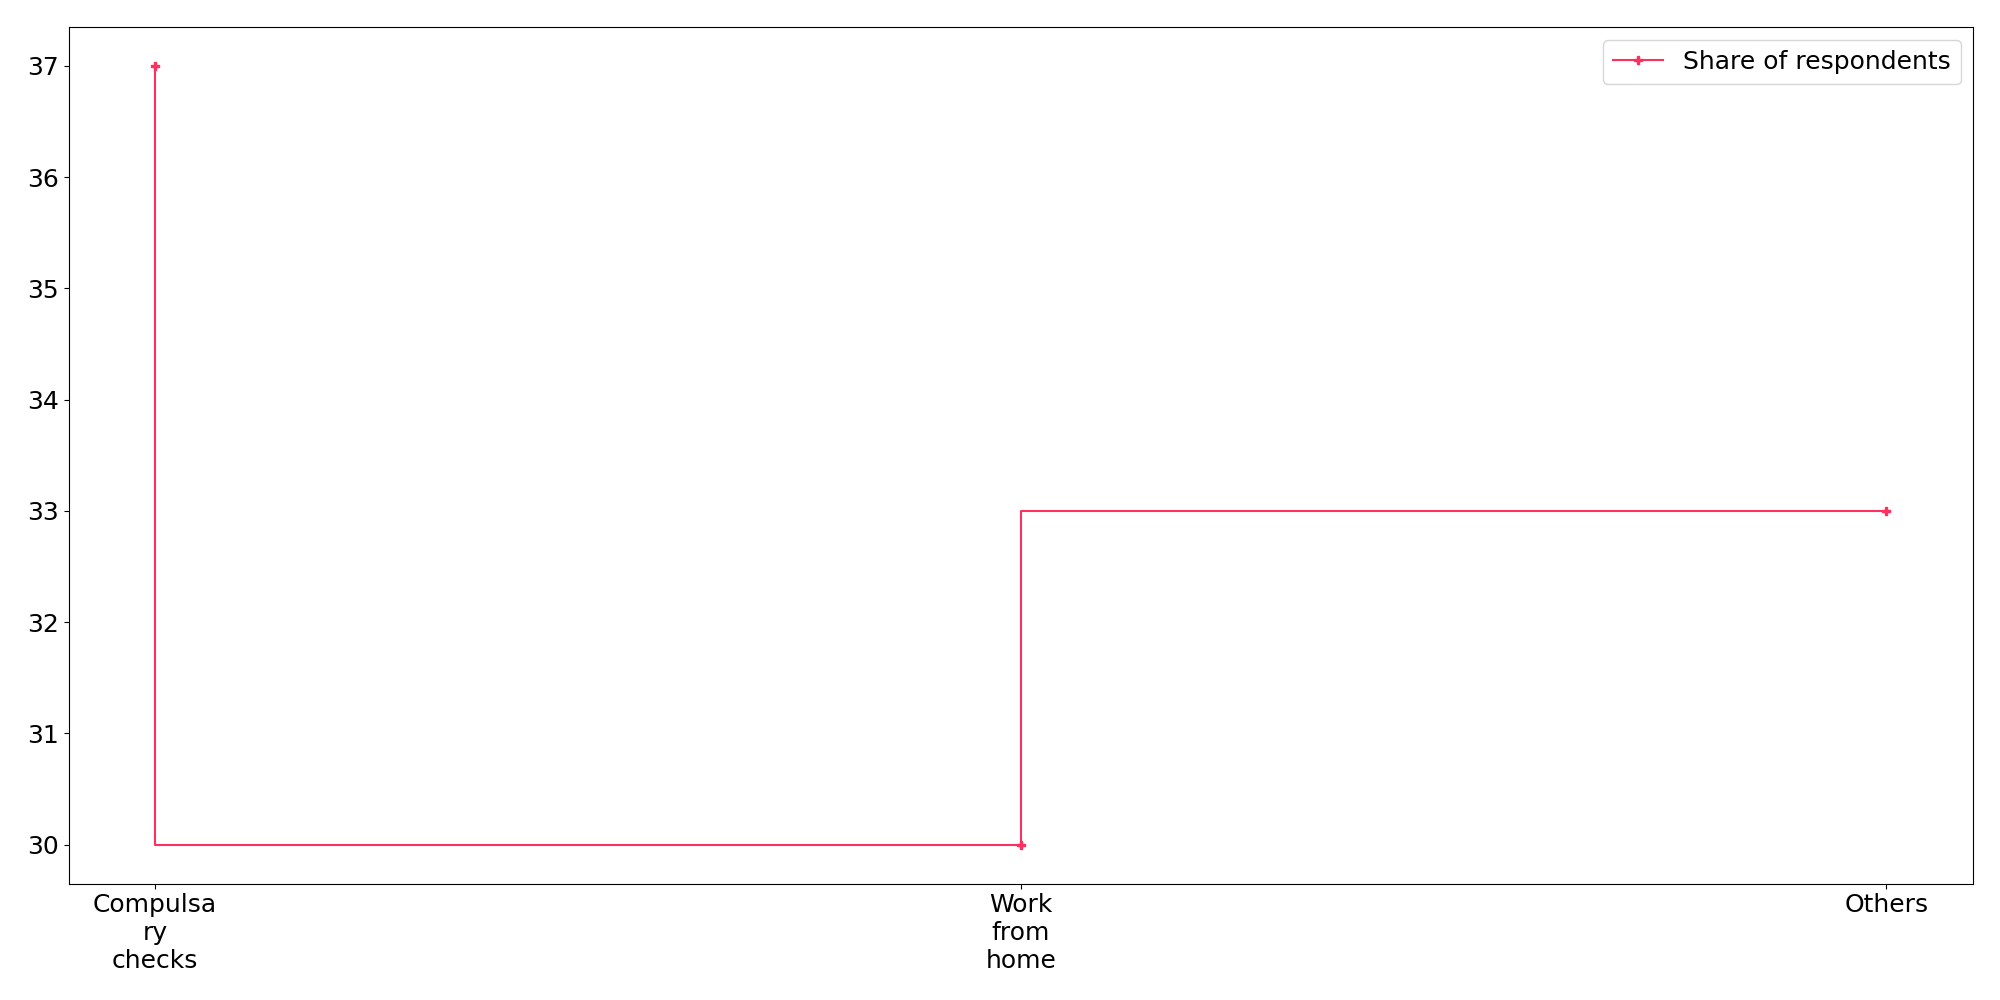 Share of respondents
37
36
35
34
33
32
31
30
Compulsa
ry
checks
Work
from
home
Others